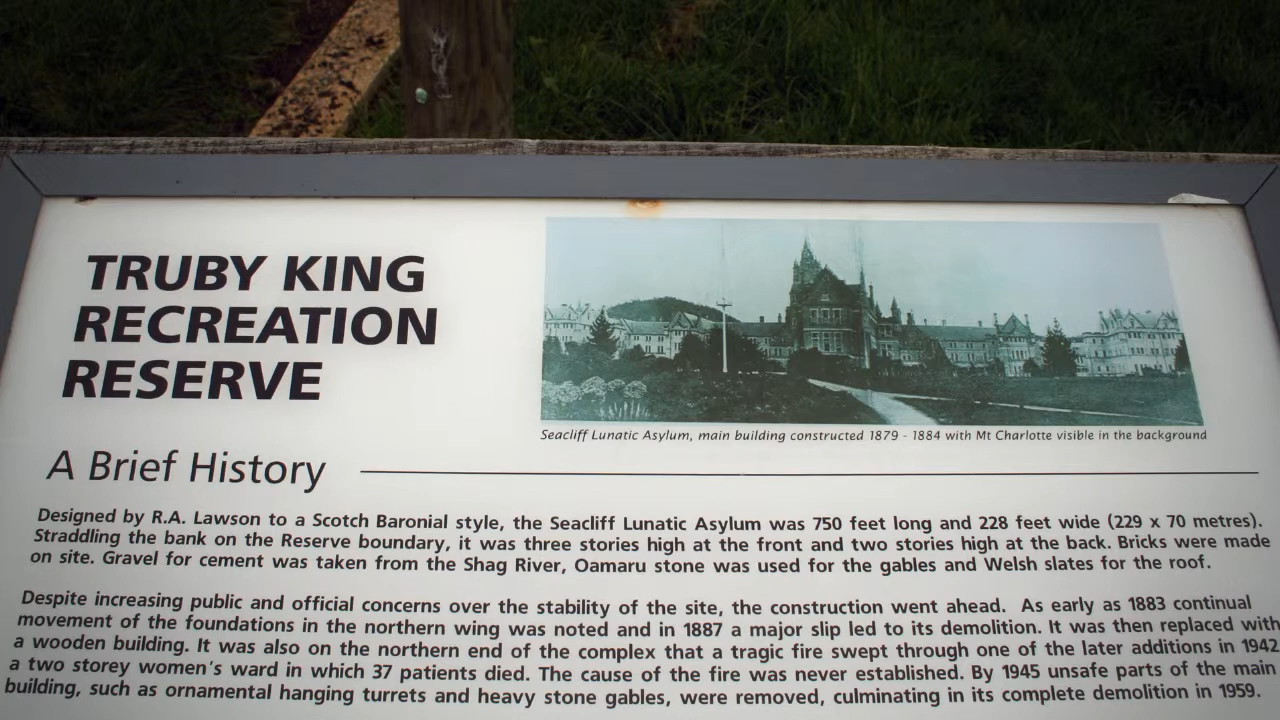 TRUBY KING
RECREATION
RESERVE
Seacliff Lunatic Asylum, main building constructed 1879 - 1884 with Mt Charlotte visible in the background
A Brief History
Designed by R.A. Lawson to a Scotch Baronial style, the Seacliff Lunatic Asylum was 750 feet long and 228 feet wide (229 x 70 metres).
Straddling the bank on the Reserve boundary, it was three stories high at the front and two stories high at the back. Bricks were made
on site. Gravel for cement was taken from the Shag River, Oamaru stone was used for the gables and Welsh slates for the roof.
Despite increasing public and official concerns over the stability of the site, the construction went ahead. As early as 1883 continual
movement of the foundations in the northern wing was noted and in 1887 a major slip led to its demolition. It was then replaced with
a wooden building. It was also on the northern end of the complex that a tragic fire swept through one of the later additions in 1942
a two storey women's ward in which 37 patients died. The cause of the fire was never established. By 1945 unsafe parts of the main
building, such as ornamental hanging turrets and heavy stone gables, were removed, culminating in its complete demolition in 1959.